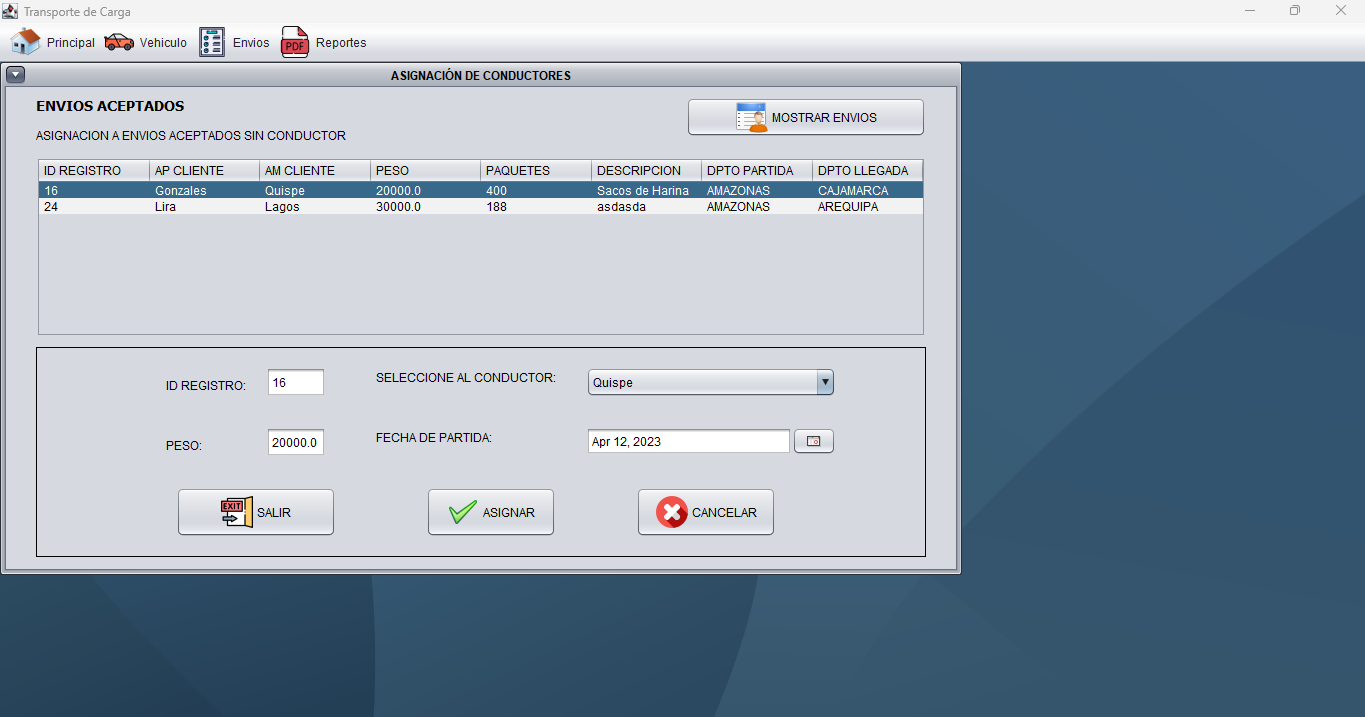 Transporte de Carga
Principal Vehiculo Envios PDF Reportes
ASIGNACIÓN DE CONDUCTORES
ENVIOS ACEPTADOS
MOSTRAR ENVIOS
ASIGNACION A ENVIOS ACEPTADOS SIN CONDUCTOR
ID REGISTRO AP CLIENTE AM CLIENTE PESO PAQUETES DESCRIPCION DPTO PARTIDA DPTO LLEGADA
16 Gonzales Quispe 20000.0 400 Sacos de Harina AMAZONAS CAJAMARCA
24 Lira Lagos 30000.0 188 asdasda AMAZONAS AREQUIPA
ID REGISTRO: 16 SELECCIONE AL CONDUCTOR: Quispe
PESO: 20000.0 FECHA DE PARTIDA: Apr 12, 2023
EXIT SALIR ASIGNAR CANCELAR